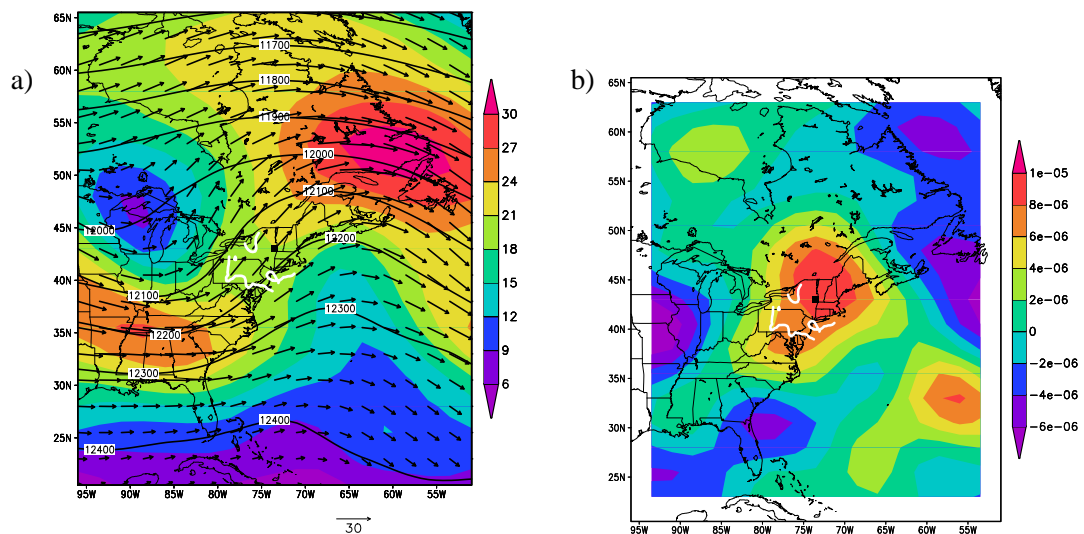 a)
65N
60N
55N
50N
45N
40N
35N
30N
25N
95W 90W 85W 80W 75W 70W 65W 60W 55W
11700
11800
11900
12000
12100
12000
12200
12100
12300
12200
12300
12400
12400
30
27
24
21
18
15
12
9
6
30
b)
65N
60N
55N
50N
45N
40N
35N
30N
25N
95W 90W 85W 80W 75W 70W 65W 60W 55W
1e-05
8e-06
6e-06
4e-06
2e-06
0
-2e-06
-4e-06
-6e-06